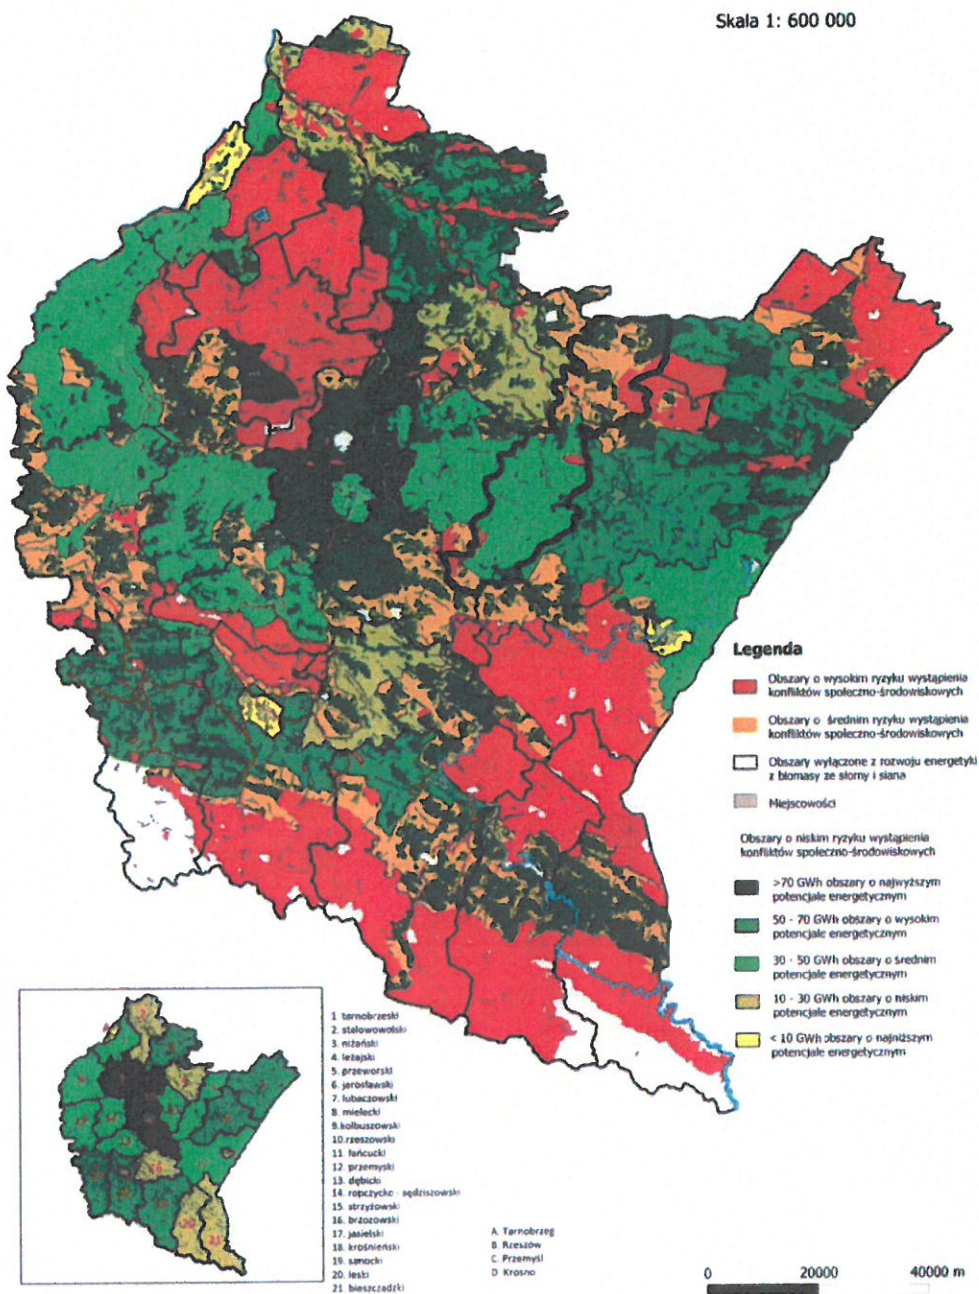 Skala 1: 600 000
Legenda
Obszary o wysokim ryzyku wystąpienia
konfliktów społeczno-środowiskowych
Obszary o średnim ryzyku wystąpienia
konfliktów społeczno-środowiskowych
Obszary wyłączone z rozwoju energetyki
z biomasy ze słomy i siana
Miejscowości
Obszary o niskim ryzyku wystąpienia
konfliktów społeczno-środowiskowych
>70 GWh obszary o najwyższym
potencjale energetycznym
50 - 70 GWh obszary o wysokim
potencjale energetycznym
30 - 50 GWh obszary o średnim
potencjale energetycznym
10 - 30 GWh obszary o niskim
potencjale energetycznym
< 10 GWh obszary o najniższym
potencjale energetycznym
1 tarnobrzeski
2. stalowowolski
3. niżański
4. leżajski
5. przeworski
6. jarosławski
7. lubaczowski
8. mielecki
9.kolbuszowski
10.rzeszowski
11. łańcucki
12. przemyski
13. dębicki
14. ropczycko - sędziszowski
15. strzyżowski
16. brzozowski
17. jasielski
18. krośnieński
19. sanocki
20. leski
21. bieszczadzki
A. Tarnobrzeg
B. Rzeszów
C. Przemyśl
D. Krosno
0 20000 40000 m